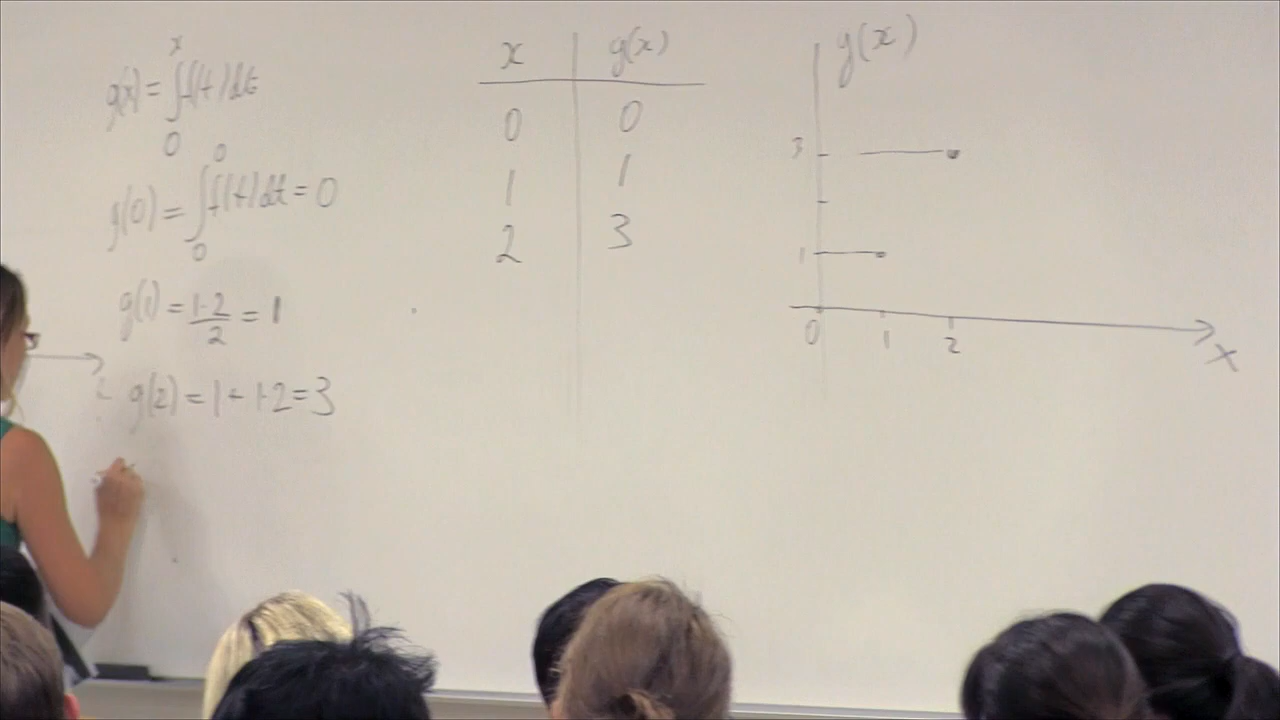 g(x) = ∫₀ˣ f(t) dt
g(0) = ∫₀⁰ f(t) dt = 0
g(1) = 1·2/2 = 1
g(2) = 1 + 1·2 = 3
x g(x)
0 0
1 1
2 3
g(x)
3
1
0 1 2
x